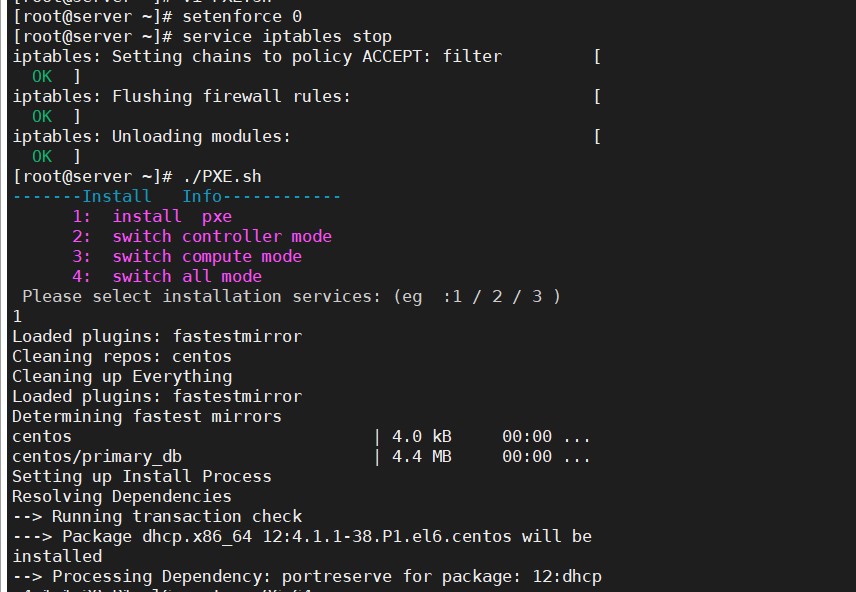 [root@server ~]# vi PXE.sh
[root@server ~]# setenforce 0
[root@server ~]# service iptables stop
iptables: Setting chains to policy ACCEPT: filter         [
  OK  ]
iptables: Flushing firewall rules:                        [
  OK  ]
iptables: Unloading modules:                              [
  OK  ]
[root@server ~]# ./PXE.sh
-------Install   Info------------
      1:  install  pxe
      2:  switch controller mode
      3:  switch compute mode
      4:  switch all mode
 Please select installation services: (eg  :1 / 2 / 3 )
1
Loaded plugins: fastestmirror
Cleaning repos: centos
Cleaning up Everything
Loaded plugins: fastestmirror
Determining fastest mirrors
centos                              | 4.0 kB     00:00 ...
centos/primary_db                   | 4.4 MB     00:00 ...
Setting up Install Process
Resolving Dependencies
--> Running transaction check
---> Package dhcp.x86_64 12:4.1.1-38.P1.el6.centos will be
installed
--> Processing Dependency: portreserve for package: 12:dhcp